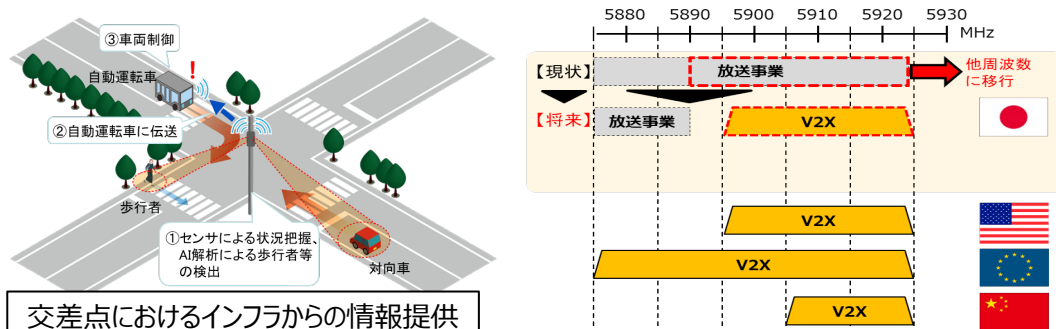 ③車両制御
自動運転車
!
②自動運転車に伝送
歩行者
①センサによる状況把握、
AI解析による歩行者等
の検出
対向車
交差点におけるインフラからの情報提供
5880 5890 5900 5910 5920 5930
MHz
【現状】
放送事業
他周波数
に移行
【将来】
放送事業
V2X
V2X
V2X
V2X